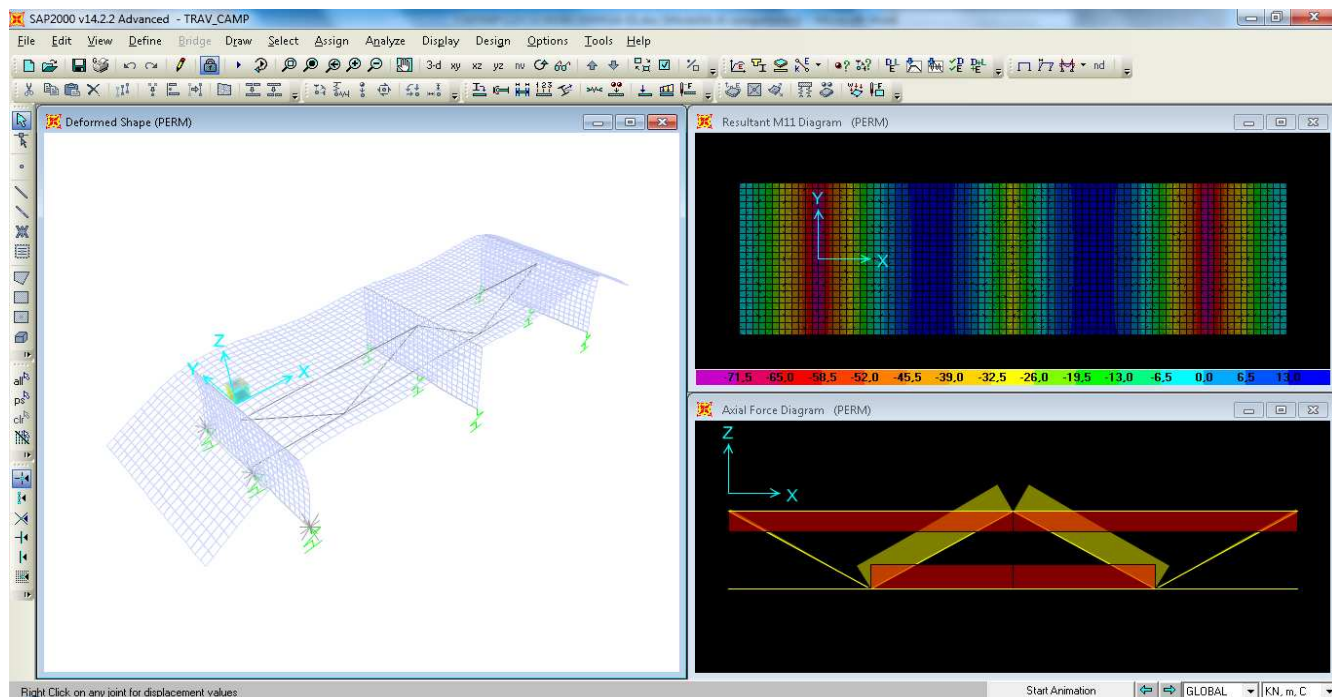 SAP2000 v14.2.2 Advanced - TRAV_CAMP
File Edit View Define Bridge Draw Select Assign Analyze Display Design Options Tools Help
3-d xy xz yz nv
nd
all
ps
clr
Deformed Shape (PERM)
Z
Y
X
Resultant M11 Diagram (PERM)
Y
X
71,5 -65,0 -58,5 -52,0 -45,5 -39,0 -32,5 -26,0 -19,5 -13,0 -6,5 0,0 6,5 13,0
Axial Force Diagram (PERM)
Z
X
Right Click on any joint for displacement values
Start Animation
GLOBAL
KN, m, C